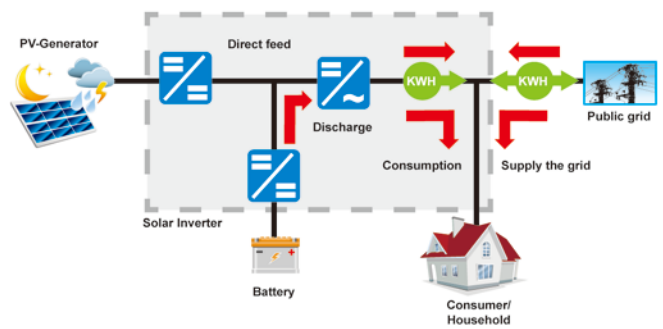 PV-Generator
Direct feed
KWH
KWH
Public grid
Discharge
Consumption
Supply the grid
Solar Inverter
Battery
Consumer/
Household